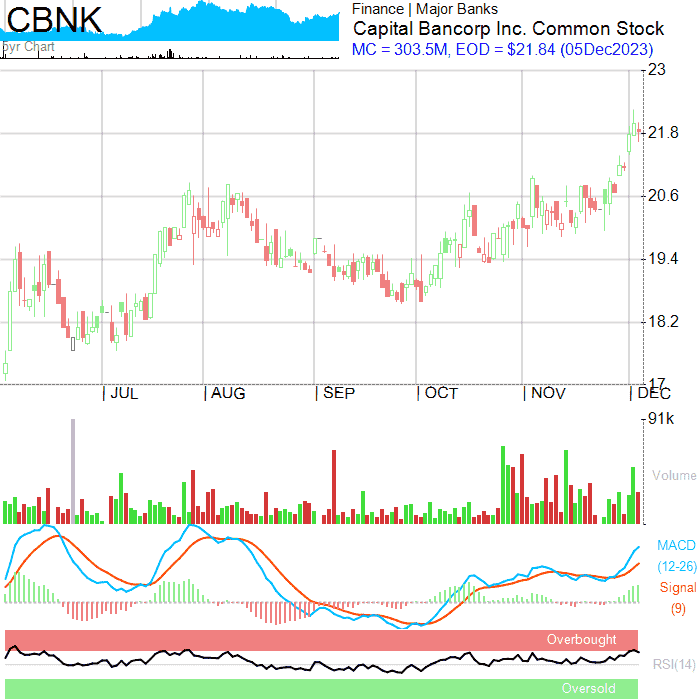 CBNK
5yr Chart
Finance | Major Banks
Capital Bancorp Inc. Common Stock
MC = 303.5M, EOD = $21.84 (05Dec2023)
23
21.8
20.6
19.4
18.2
17
| JUL | AUG | SEP | OCT | NOV | DEC
91k
Volume
MACD
(12-26)
Signal
(9)
Overbought
RSI(14)
Oversold